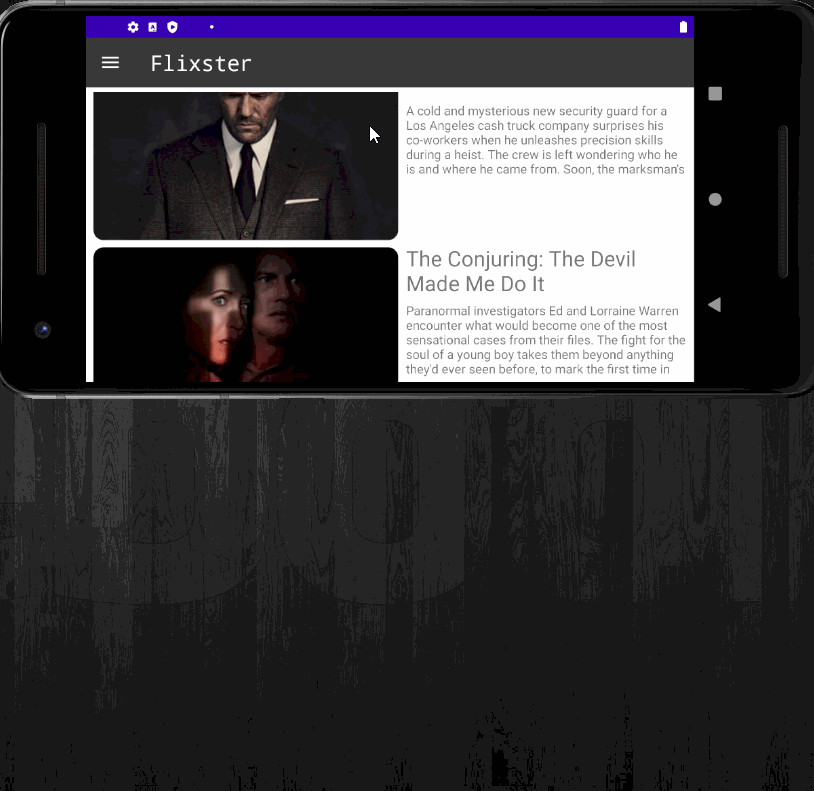 Flixster
A cold and mysterious new security guard for a
Los Angeles cash truck company surprises his
co-workers when he unleashes precision skills
during a heist. The crew is left wondering who he
is and where he came from. Soon, the marksman's
The Conjuring: The Devil
Made Me Do It
Paranormal investigators Ed and Lorraine Warren
encounter what would become one of the most
sensational cases from their files. The fight for the
soul of a young boy takes them beyond anything
they'd ever seen before, to mark the first time in